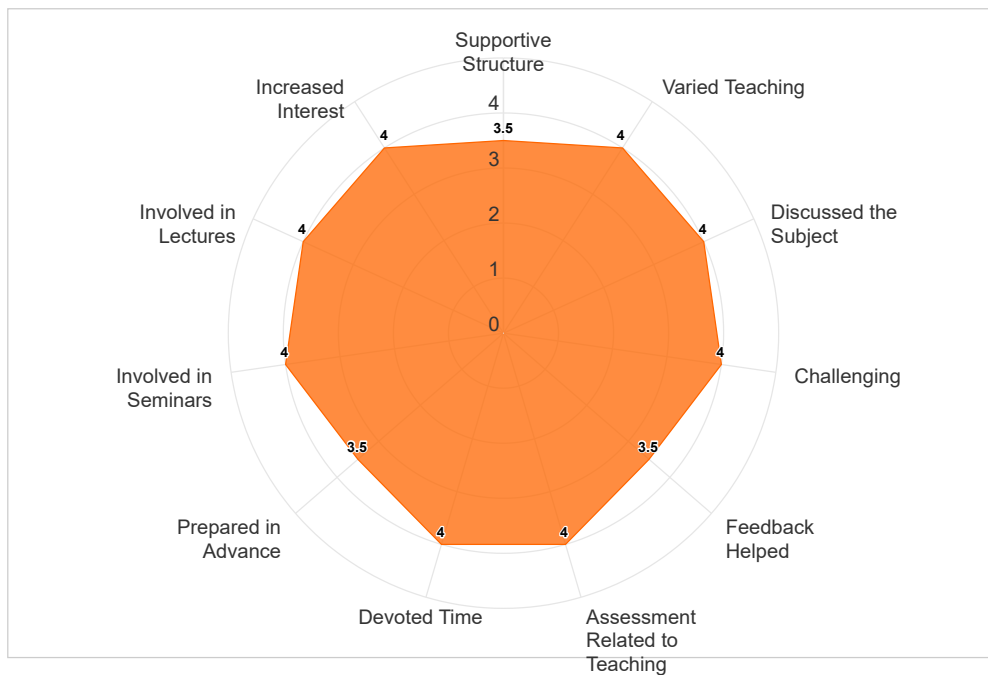 Supportive
Structure
Increased
Interest
Varied Teaching
4
3.5
4
4
3
Involved in
Lectures
4
2
4
Discussed the
Subject
1
0
Involved in
Seminars
4
4
Challenging
3.5
3.5
Prepared in
Advance
Feedback
Helped
4
4
Devoted Time
Assessment
Related to
Teaching